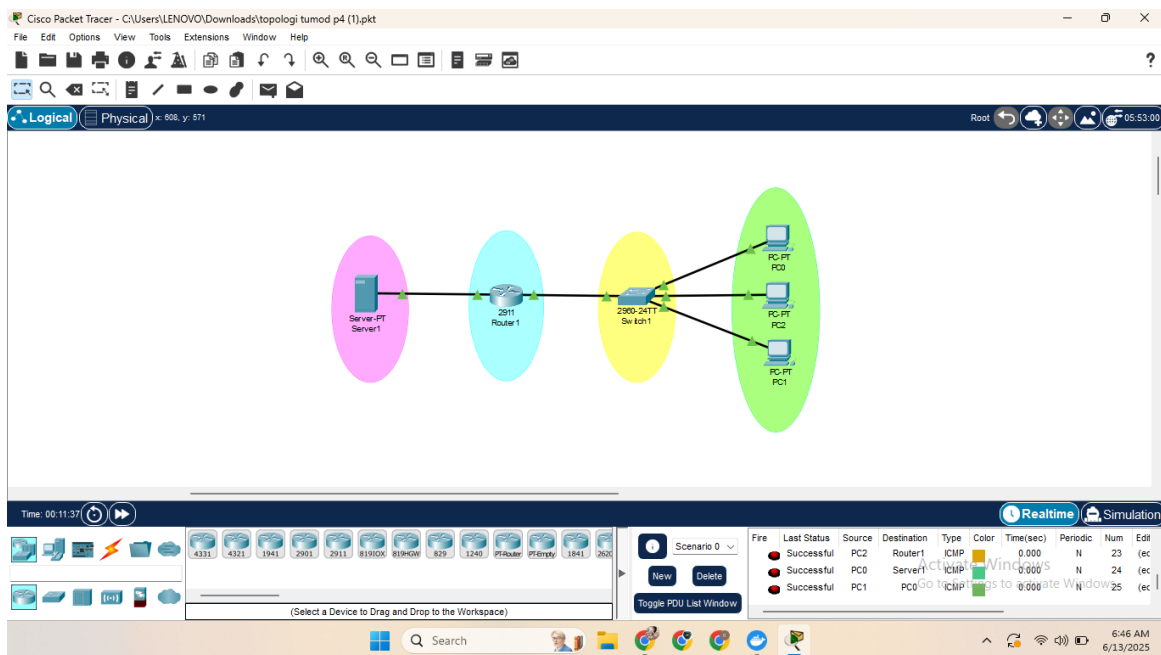 Cisco Packet Tracer - C:\Users\LENOVO\Downloads\topologi tumod p4 (1).pkt
File Edit Options View Tools Extensions Window Help
?
Logical Physical x: 608, y: 571 Root 05:53:00
PC-PT
PC0
Server-PT
Server1
2911
Router1
2960-24TT
Switch1
PC-PT
PC2
PC-PT
PC1
Time: 00:11:37 Realtime Simulation
4331 4321 1941 2901 2911 819IOX 819HGW 829 1240 PT-Router PT-Empty 1841 2620
(Select a Device to Drag and Drop to the Workspace)
Scenario 0
New Delete
Toggle PDU List Window
Fire Last Status Source Destination Type Color Time(sec) Periodic Num Edit
Successful PC2 Router1 ICMP 0.000 N 23 (ec
Successful PC0 Server1 ICMP 0.000 N 24 (ec
Successful PC1 PC0 ICMP 0.000 N 25 (ec
Activate Windows
Go to Settings to activate Windows.
Search
6:46 AM
6/13/2025